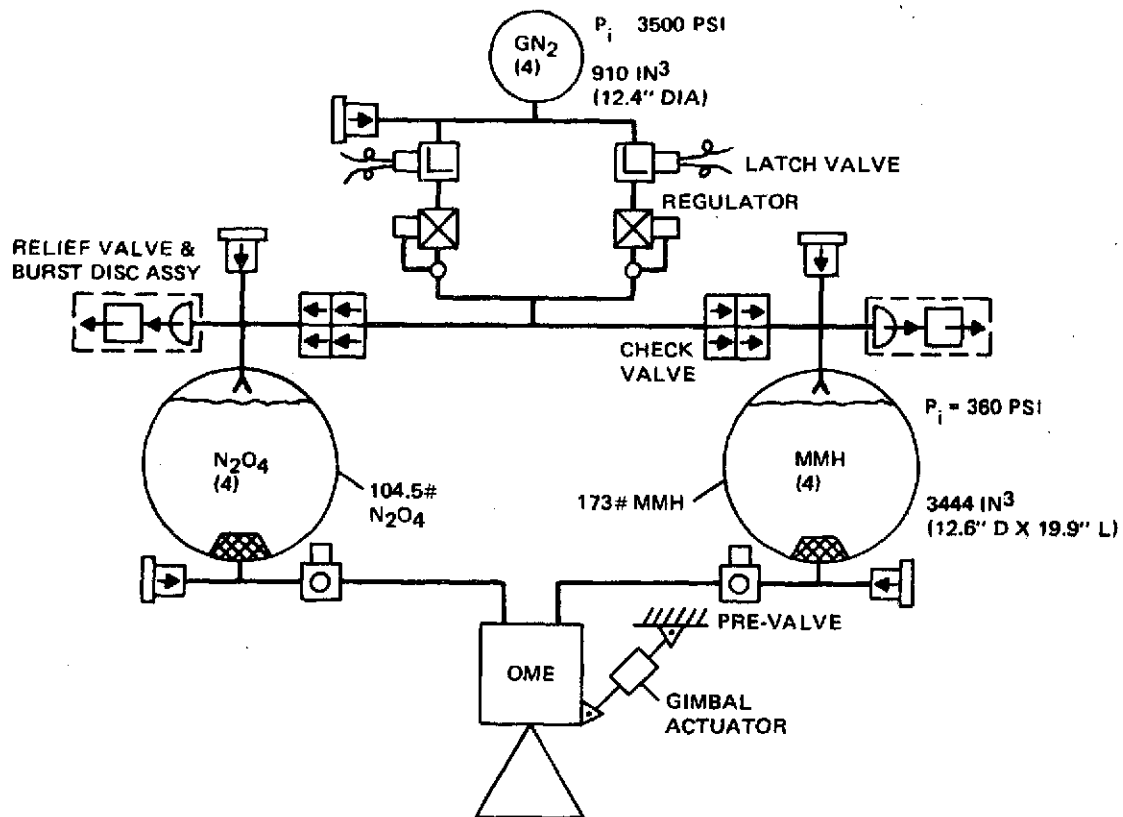 P_i 3500 PSI
GN₂
(4)
910 IN³
(12.4" DIA)
LATCH VALVE
REGULATOR
RELIEF VALVE &
BURST DISC ASSY
CHECK
VALVE
P_i = 360 PSI
N₂O₄
(4)
104.5#
N₂O₄
MMH
(4)
173# MMH
3444 IN³
(12.6" D X 19.9" L)
PRE-VALVE
OME
GIMBAL
ACTUATOR